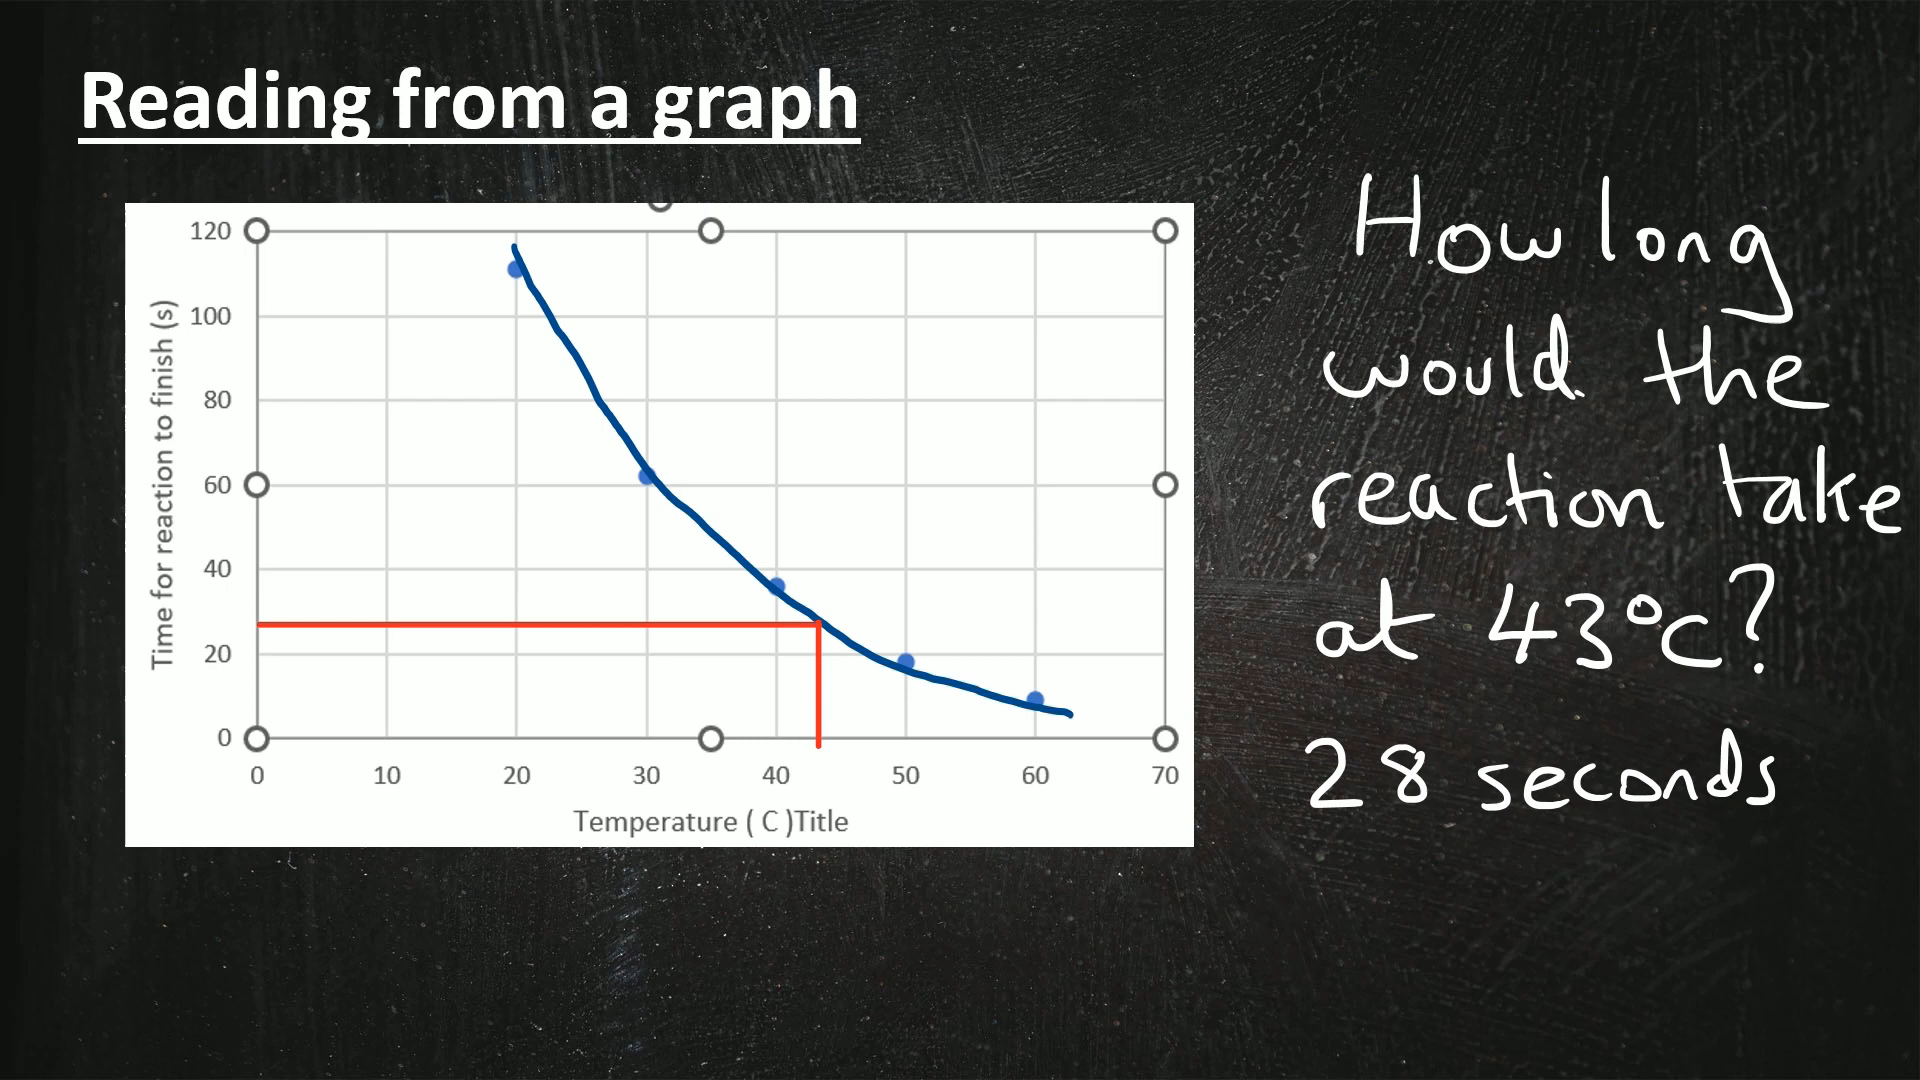 Reading from a graph
120
100
80
60
40
20
0
Time for reaction to finish (s)
0 10 20 30 40 50 60 70
Temperature ( C )Title
How long
would the
reaction take
at 43°C?
28 seconds